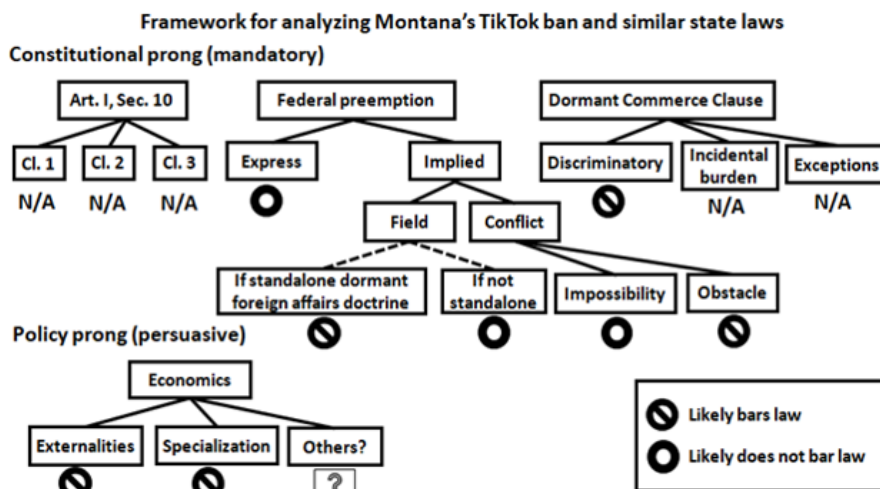 Framework for analyzing Montana's TikTok ban and similar state laws
Constitutional prong (mandatory)
Art. I, Sec. 10
Federal preemption
Dormant Commerce Clause
Cl. 1
Cl. 2
Cl. 3
Express
Implied
Discriminatory
Incidental
burden
Exceptions
N/A
N/A
N/A
N/A
N/A
Field
Conflict
If standalone dormant
foreign affairs doctrine
If not
standalone
Impossibility
Obstacle
Policy prong (persuasive)
Economics
Externalities
Specialization
Others?
?
Likely bars law
Likely does not bar law